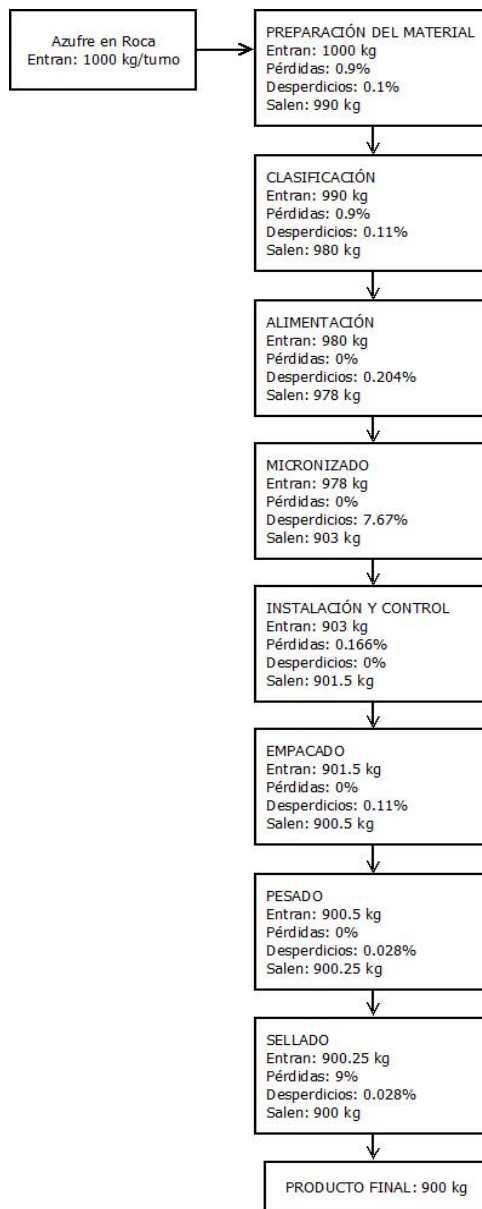 Azufre en Roca
Entran: 1000 kg/turno
PREPARACIÓN DEL MATERIAL
Entran: 1000 kg
Pérdidas: 0.9%
Desperdicios: 0.1%
Salen: 990 kg
CLASIFICACIÓN
Entran: 990 kg
Pérdidas: 0.9%
Desperdicios: 0.11%
Salen: 980 kg
ALIMENTACIÓN
Entran: 980 kg
Pérdidas: 0%
Desperdicios: 0.204%
Salen: 978 kg
MICRONIZADO
Entran: 978 kg
Pérdidas: 0%
Desperdicios: 7.67%
Salen: 903 kg
INSTALACIÓN Y CONTROL
Entran: 903 kg
Pérdidas: 0.166%
Desperdicios: 0%
Salen: 901.5 kg
EMPACADO
Entran: 901.5 kg
Pérdidas: 0%
Desperdicios: 0.11%
Salen: 900.5 kg
PESADO
Entran: 900.5 kg
Pérdidas: 0%
Desperdicios: 0.028%
Salen: 900.25 kg
SELLADO
Entran: 900.25 kg
Pérdidas: 9%
Desperdicios: 0.028%
Salen: 900 kg
PRODUCTO FINAL: 900 kg